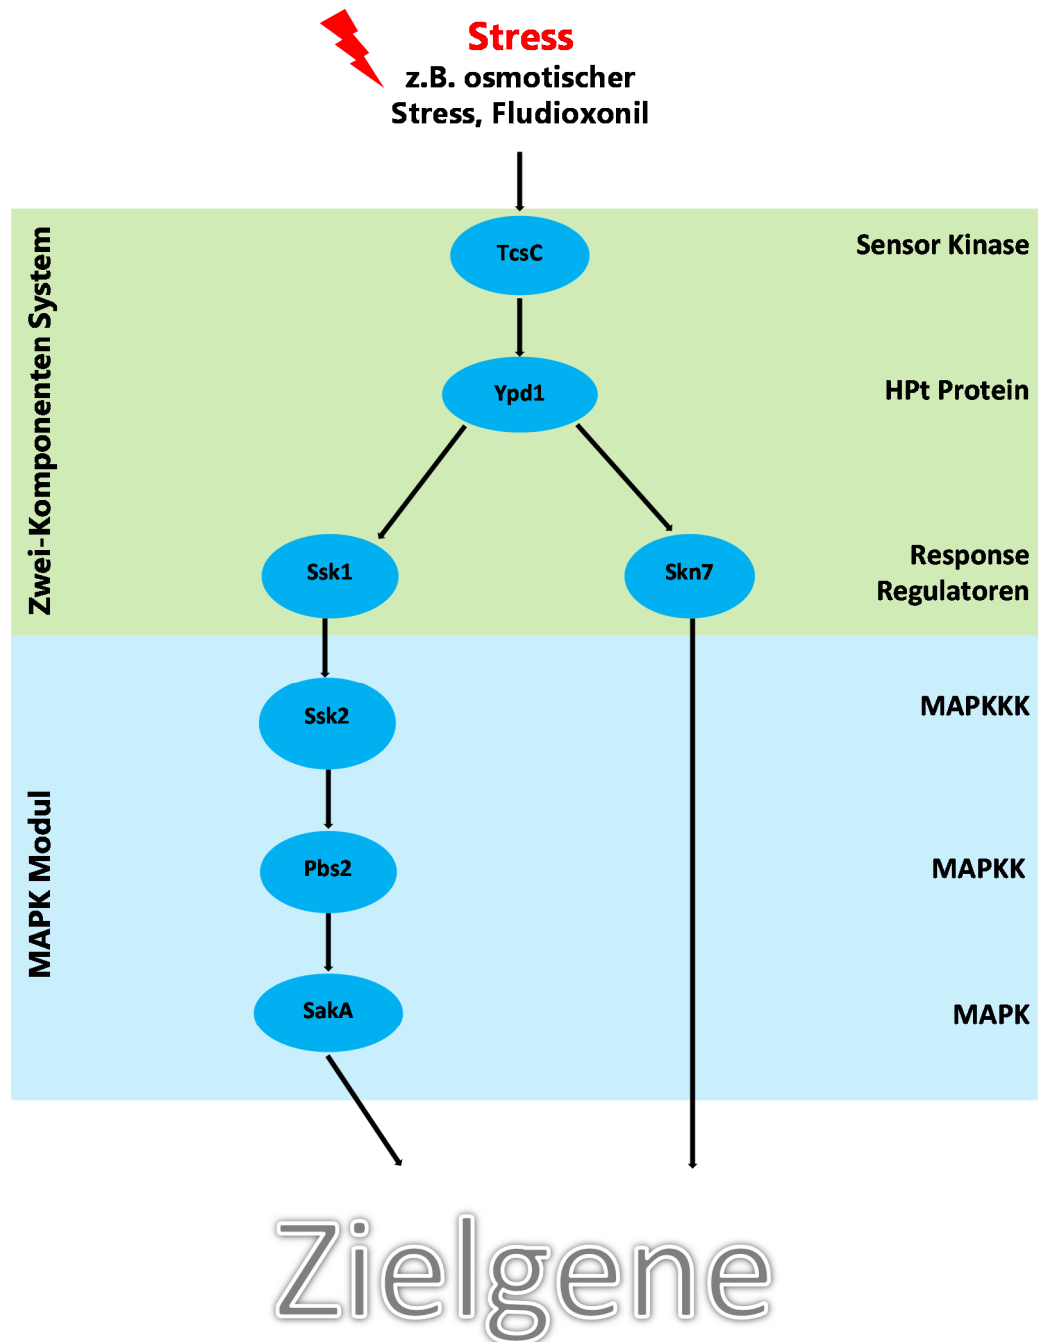 Stress
z.B. osmotischer
Stress, Fludioxonil
Zwei-Komponenten System
TcsC
Sensor Kinase
Ypd1
HPt Protein
Ssk1
Skn7
Response
Regulatoren
MAPK Modul
Ssk2
MAPKKK
Pbs2
MAPKK
SakA
MAPK
Zielgene